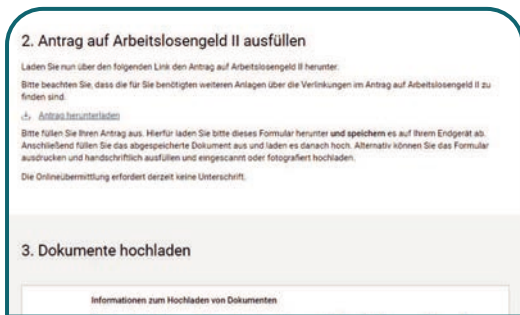 2. Antrag auf Arbeitslosengeld II ausfüllen
Laden Sie nun über den folgenden Link den Antrag auf Arbeitslosengeld II herunter.
Bitte beachten Sie, dass die für Sie benötigten weiteren Anlagen über die Verlinkungen im Antrag auf Arbeitslosengeld II zu
finden sind.
Antrag herunterladen
Bitte füllen Sie Ihren Antrag aus. Hierfür laden Sie bitte dieses Formular herunter und speichern es auf Ihrem Endgerät ab.
Anschließend füllen Sie das abgespeicherte Dokument aus und laden es danach hoch. Alternativ können Sie das Formular
ausdrucken und handschriftlich ausfüllen und eingescannt oder fotografiert hochladen.
Die Onlineübermittlung erfordert derzeit keine Unterschrift.
3. Dokumente hochladen
Informationen zum Hochladen von Dokumenten